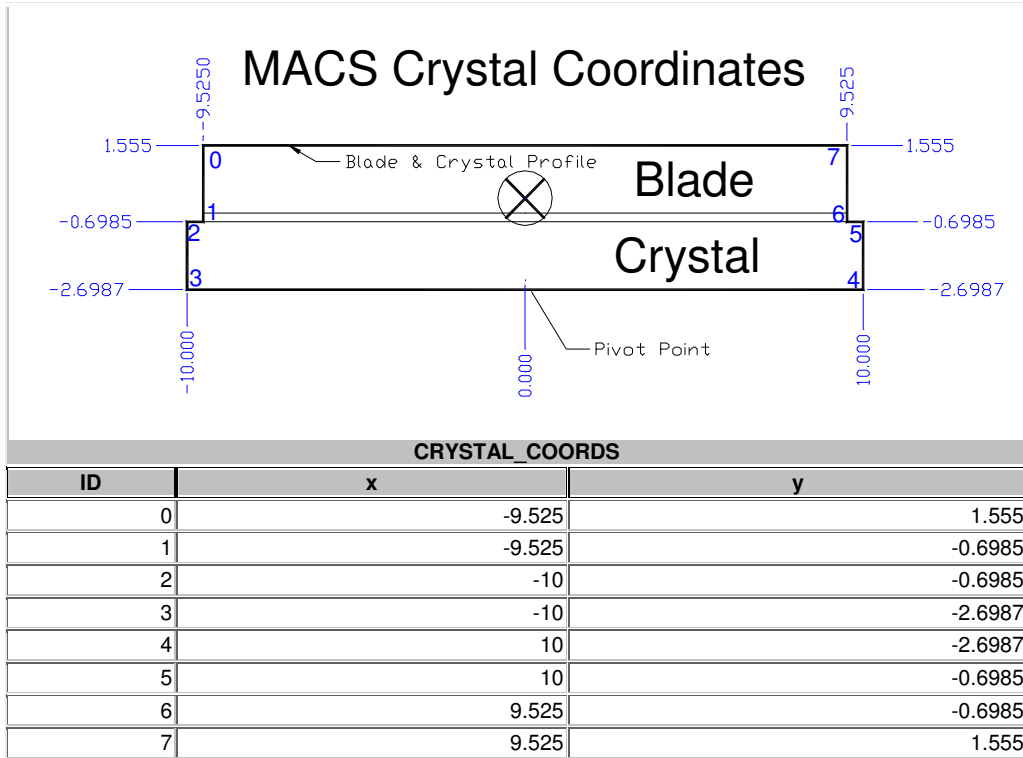 MACS Crystal Coordinates
-9.5250
9.525
1.555
1.555
0
7
Blade & Crystal Profile
Blade
1
6
-0.6985
-0.6985
2
5
Crystal
3
4
-2.6987
-2.6987
Pivot Point
-10.000
0.000
10.000
CRYSTAL_COORDS
ID x y
0 -9.525 1.555
1 -9.525 -0.6985
2 -10 -0.6985
3 -10 -2.6987
4 10 -2.6987
5 10 -0.6985
6 9.525 -0.6985
7 9.525 1.555